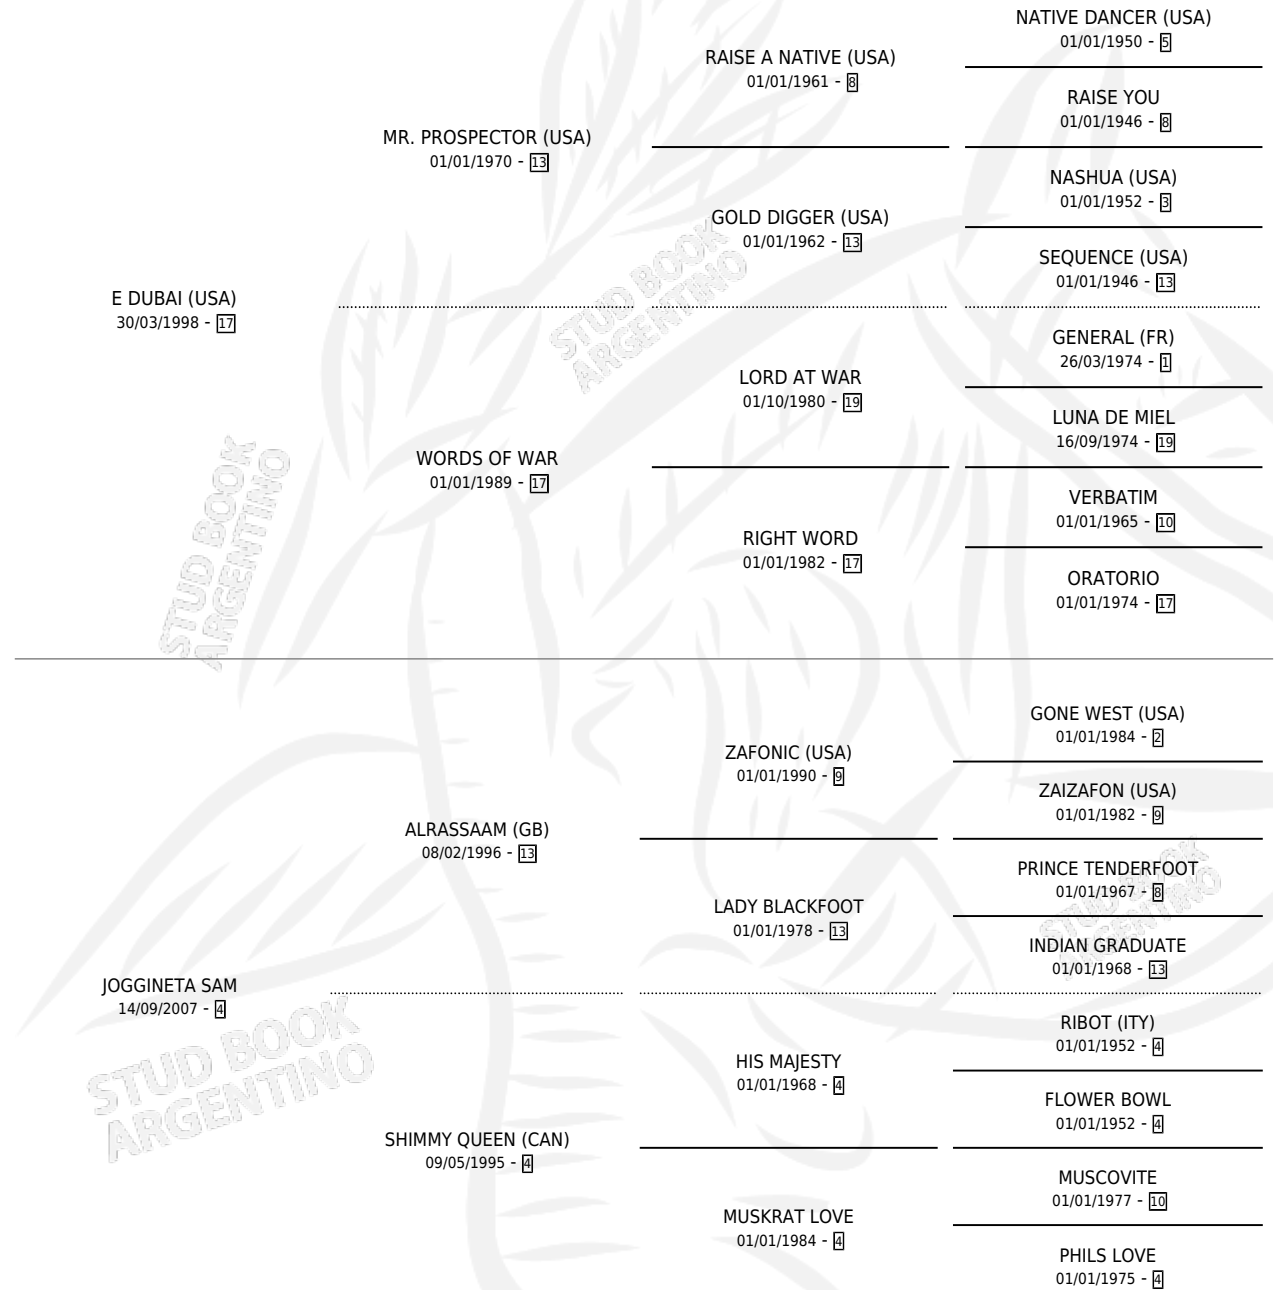 NATIVE DANCER (USA)
01/01/1950 - 5
RAISE A NATIVE (USA)
01/01/1961 - 8
RAISE YOU
01/01/1946 - 8
MR. PROSPECTOR (USA)
01/01/1970 - 13
NASHUA (USA)
01/01/1952 - 3
GOLD DIGGER (USA)
01/01/1962 - 13
SEQUENCE (USA)
01/01/1946 - 13
E DUBAI (USA)
30/03/1998 - 17
GENERAL (FR)
26/03/1974 - 1
LORD AT WAR
01/10/1980 - 19
LUNA DE MIEL
16/09/1974 - 19
WORDS OF WAR
01/01/1989 - 17
VERBATIM
01/01/1965 - 10
RIGHT WORD
01/01/1982 - 17
ORATORIO
01/01/1974 - 17
GONE WEST (USA)
01/01/1984 - 2
ZAFONIC (USA)
01/01/1990 - 9
ZAIZAFON (USA)
01/01/1982 - 9
ALRASSAAM (GB)
08/02/1996 - 13
PRINCE TENDERFOOT
01/01/1967 - 8
LADY BLACKFOOT
01/01/1978 - 13
INDIAN GRADUATE
01/01/1968 - 13
JOGGINETA SAM
14/09/2007 - 4
RIBOT (ITY)
01/01/1952 - 4
HIS MAJESTY
01/01/1968 - 4
FLOWER BOWL
01/01/1952 - 4
SHIMMY QUEEN (CAN)
09/05/1995 - 4
MUSCOVITE
01/01/1977 - 10
MUSKRAT LOVE
01/01/1984 - 4
PHILS LOVE
01/01/1975 - 4
STUD BOOK
ARGENTINO
STUD BOOK
ARGENTINO
STUD BOOK
ARGENTINO
STUD BOOK
ARGENTINO